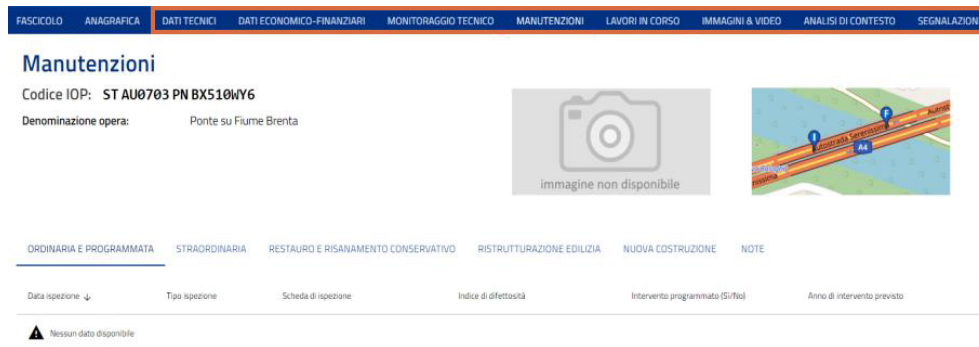 FASCICOLO ANAGRAFICA DATI TECNICI DATI ECONOMICO-FINANZIARI MONITORAGGIO TECNICO MANUTENZIONI LAVORI IN CORSO IMMAGINI & VIDEO ANALISI DI CONTESTO SEGNALAZION
Manutenzioni
Codice IOP: ST AU0703 PN BX510WY6
Denominazione opera: Ponte su Fiume Brenta
immagine non disponibile
F
I
Autostrada Serenissima
A4
ORDINARIA E PROGRAMMATA STRAORDINARIA RESTAURO E RISANAMENTO CONSERVATIVO RISTRUTTURAZIONE EDILIZIA NUOVA COSTRUZIONE NOTE
Data ispezione ↓ Tipo ispezione Scheda di ispezione Indice di difettosità Intervento programmato (Sì/No) Anno di intervento previsto
Nessun dato disponibile